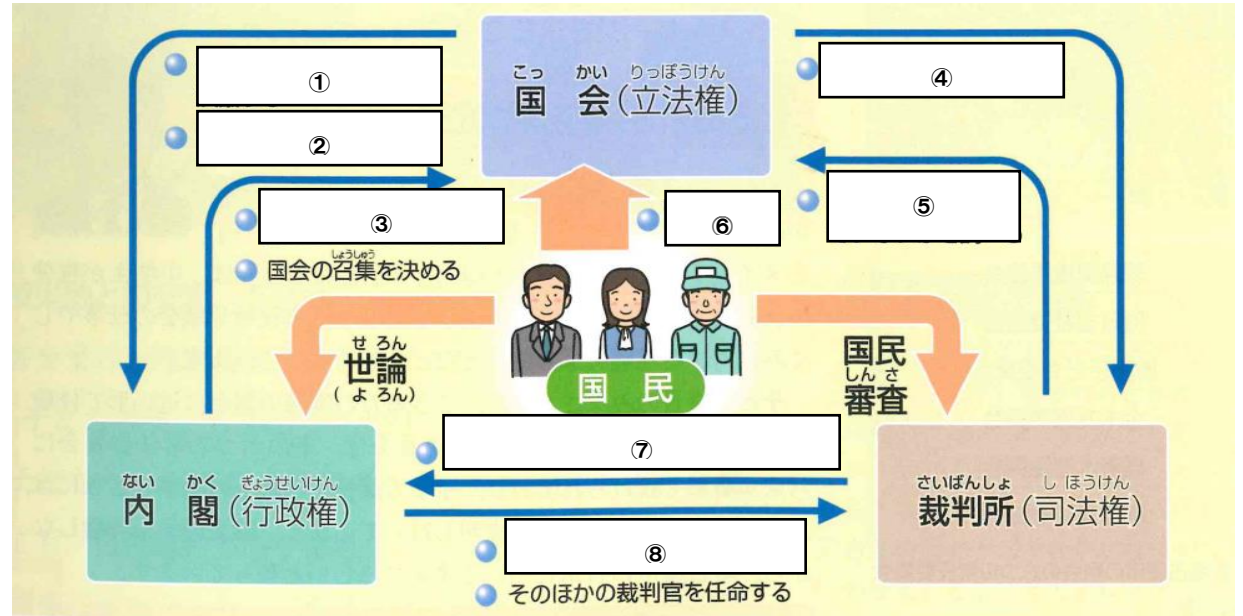 ①
②
③
国会の召集を決める
しょうしゅう
こっ かい りっぽうけん
国 会(立法権)
④
⑤
⑥
せ ろん
世論
(よ ろん)
国 民
国民
しん さ
審査
⑦
ない かく ぎょうせいけん
内 閣(行政権)
さいばんしょ し ほうけん
裁判所(司法権)
⑧
そのほかの裁判官を任命する